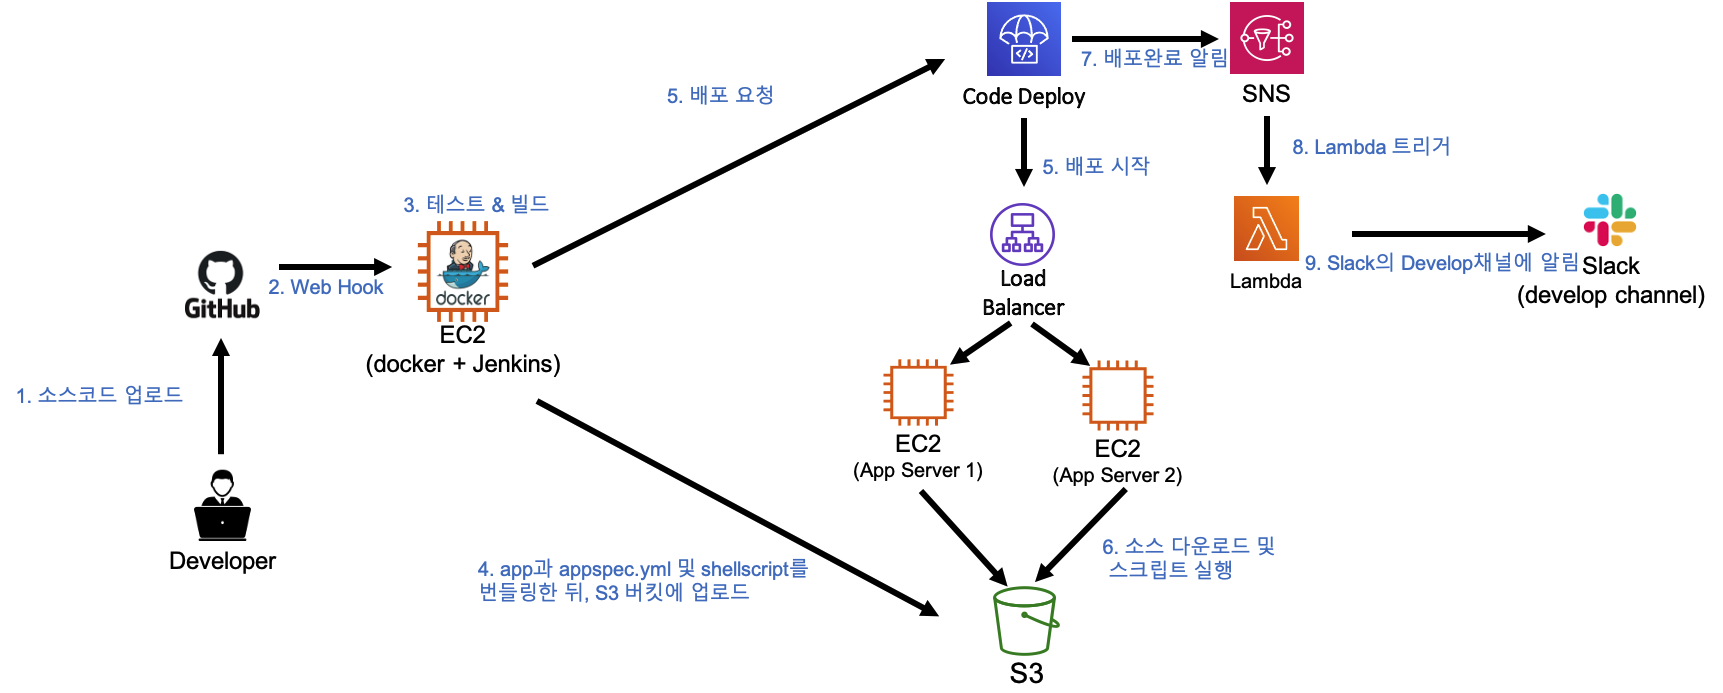 Code Deploy
7. 배포완료 알림
SNS
5. 배포 요청
5. 배포 시작
8. Lambda 트리거
3. 테스트 & 빌드
docker
GitHub
2. Web Hook
EC2
(docker + Jenkins)
Load
Balancer
Lambda
9. Slack의 Develop채널에 알림
Slack
(develop channel)
1. 소스코드 업로드
EC2
(App Server 1)
EC2
(App Server 2)
Developer
4. app과 appspec.yml 및 shellscript를
번들링한 뒤, S3 버킷에 업로드
6. 소스 다운로드 및
스크립트 실행
S3